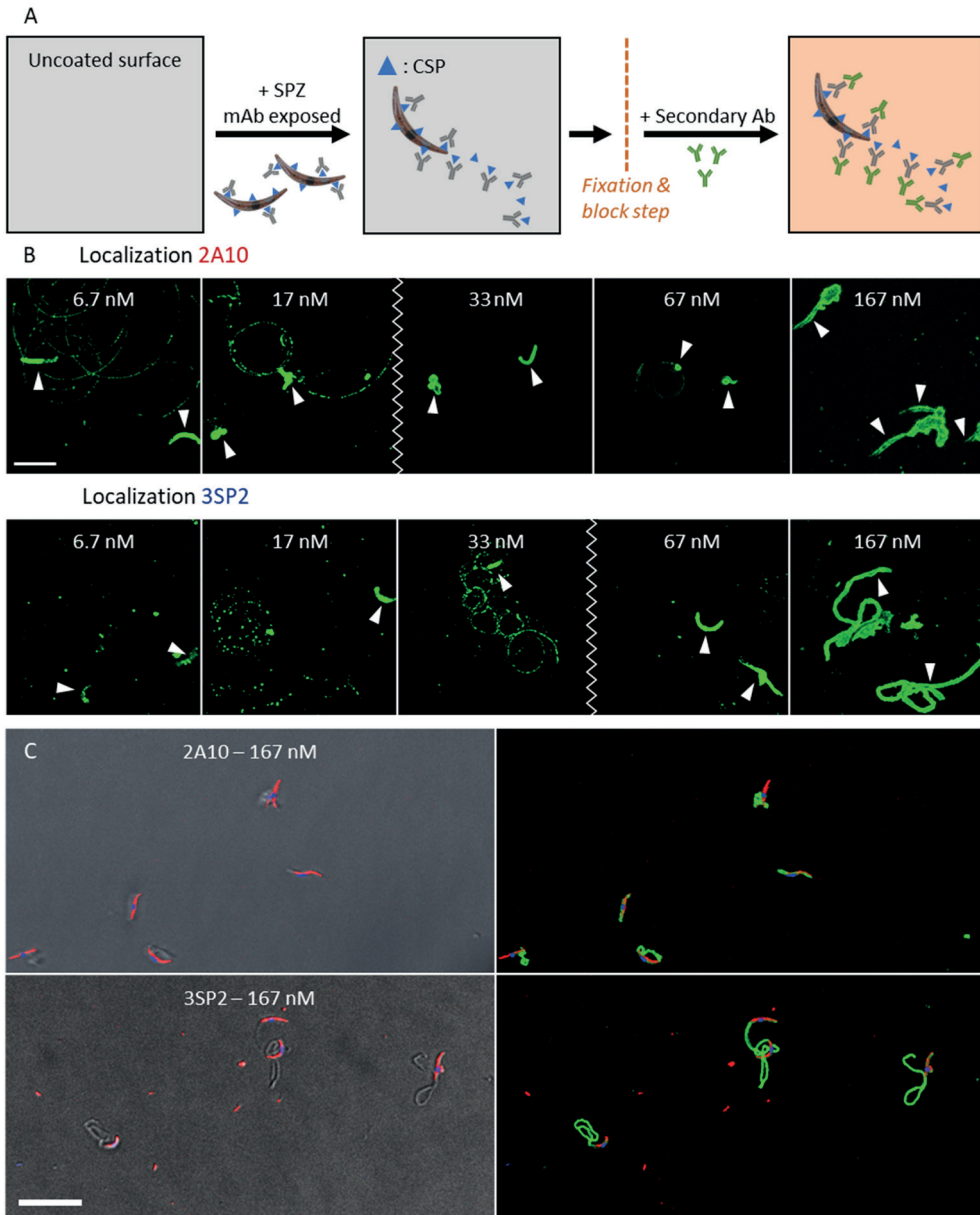 A
Uncoated surface
+ SPZ
mAb exposed
: CSP
Fixation &
block step
+ Secondary Ab
B Localization 2A10
6.7 nM
17 nM
33 nM
67 nM
167 nM
Localization 3SP2
6.7 nM
17 nM
33 nM
67 nM
167 nM
C
2A10 – 167 nM
3SP2 – 167 nM